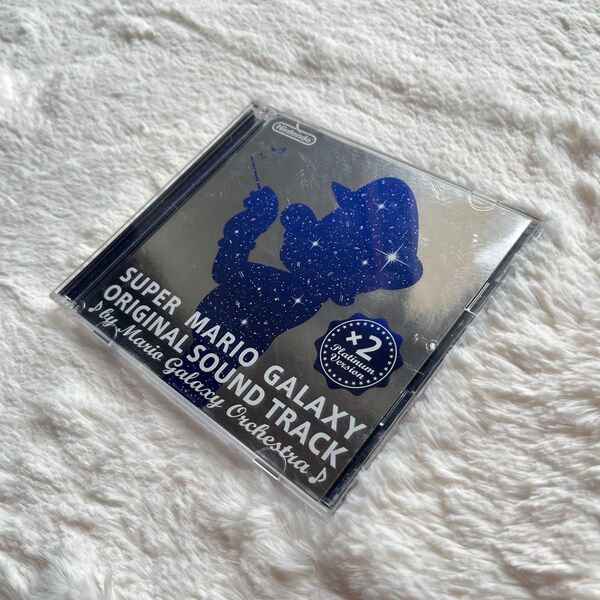 Nintendo
SUPER MARIO GALAXY
ORIGINAL SOUND TRACK
♪by Mario Galaxy Orchestra♪
×2
Platinum
Version